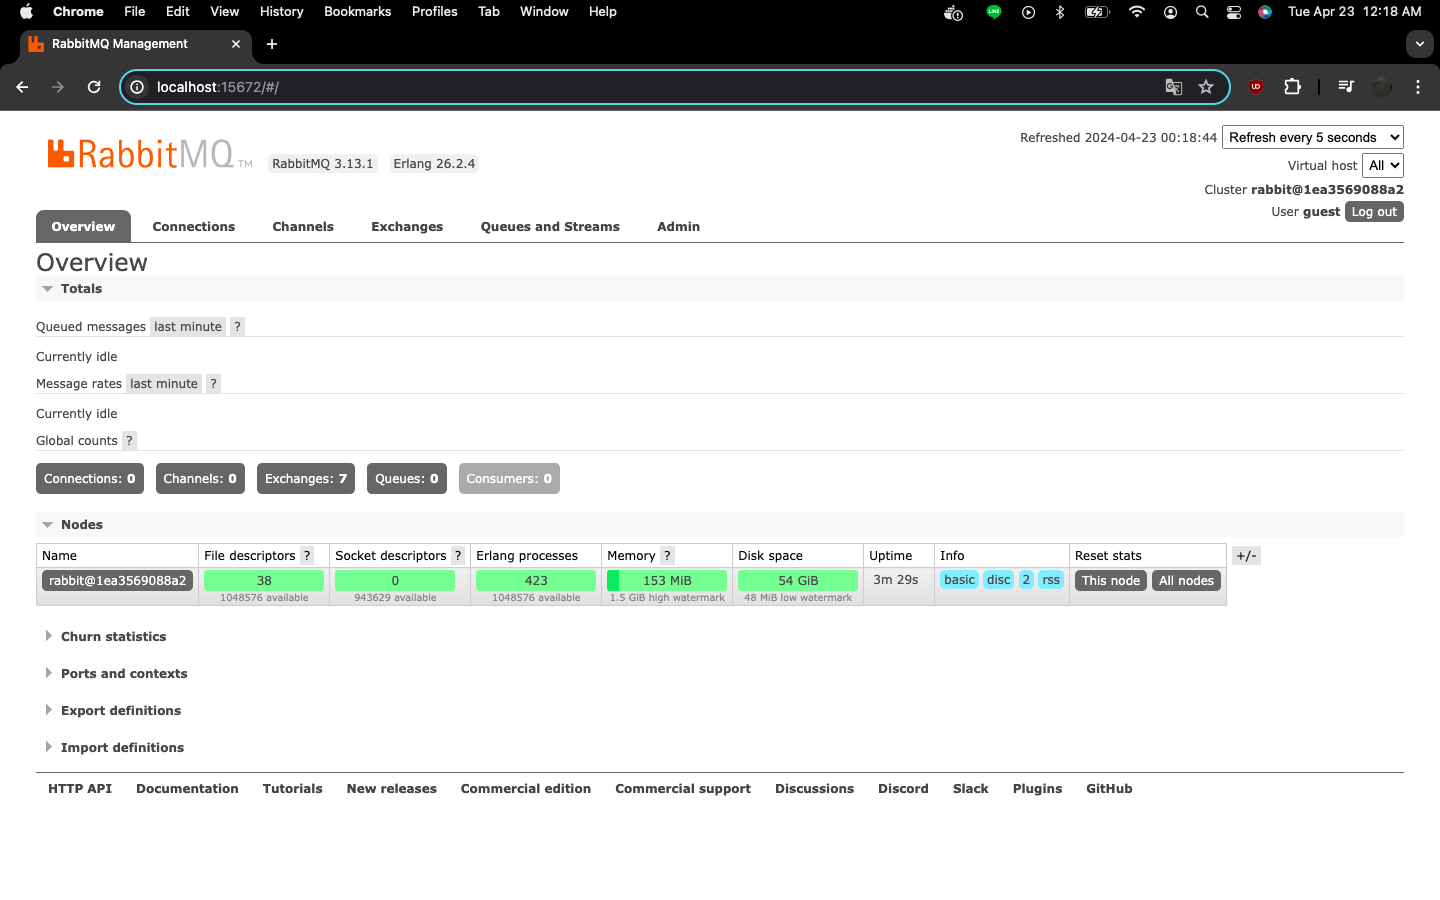 Chrome File Edit View History Bookmarks Profiles Tab Window Help Tue Apr 23 12:18 AM
RabbitMQ Management
localhost:15672/#/
RabbitMQ TM RabbitMQ 3.13.1 Erlang 26.2.4
Refreshed 2024-04-23 00:18:44 Refresh every 5 seconds
Virtual host All
Cluster rabbit@1ea3569088a2
User guest Log out
Overview Connections Channels Exchanges Queues and Streams Admin
Overview
Totals
Queued messages last minute ?
Currently idle
Message rates last minute ?
Currently idle
Global counts ?
Connections: 0 Channels: 0 Exchanges: 7 Queues: 0 Consumers: 0
Nodes
Name File descriptors ? Socket descriptors ? Erlang processes Memory ? Disk space Uptime Info Reset stats +/-
rabbit@1ea3569088a2 38 0 423 153 MiB 54 GiB 3m 29s basic disc 2 rss This node All nodes
1048576 available 943629 available 1048576 available 1.5 GiB high watermark 48 MiB low watermark
Churn statistics
Ports and contexts
Export definitions
Import definitions
HTTP API Documentation Tutorials New releases Commercial edition Commercial support Discussions Discord Slack Plugins GitHub